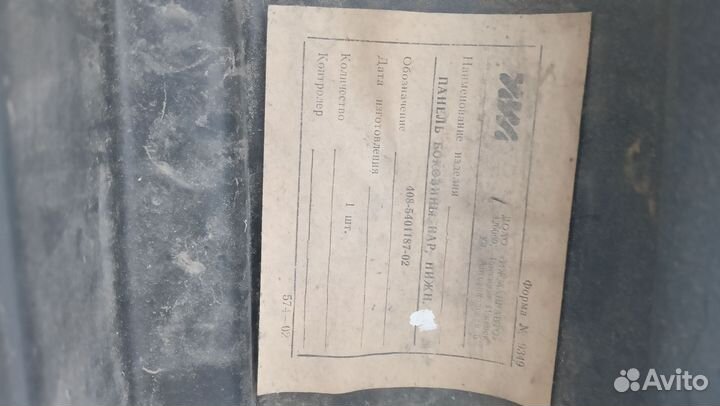 Форма № 9349
УМЗ
Наименование изделия
ПАНЕЛЬ БОКОВИНЫ НАР. НИЖН.
Обозначение 408-5401187-02
Дата изготовления
Количество 1 шт.
Контролер
574—02
Avito